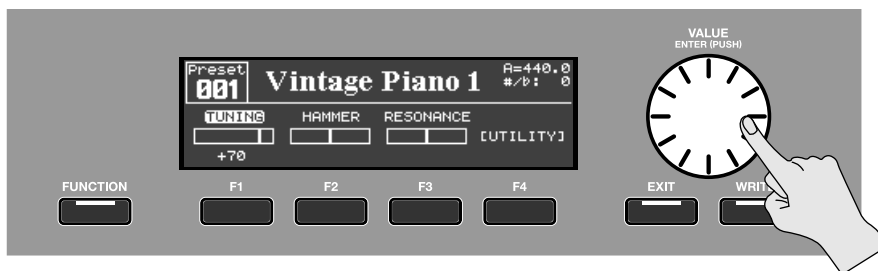 VALUE
ENTER (PUSH)
Preset
001
Vintage Piano 1
A=440.0
#/b: 0
TUNING
HAMMER
RESONANCE
[UTILITY]
+70
FUNCTION
F1
F2
F3
F4
EXIT